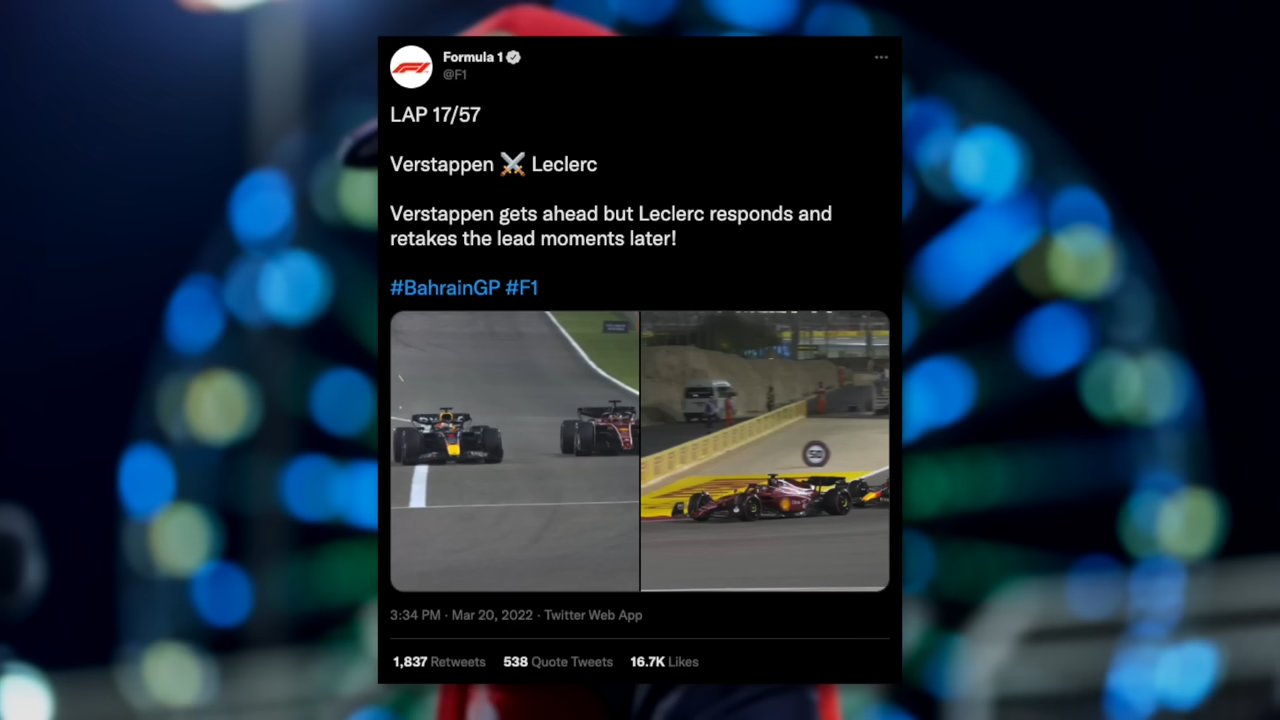 Formula 1
@F1
LAP 17/57
Verstappen ⚔️ Leclerc
Verstappen gets ahead but Leclerc responds and
retakes the lead moments later!
#BahrainGP #F1
50
3:34 PM · Mar 20, 2022 · Twitter Web App
1,837 Retweets 538 Quote Tweets 16.7K Likes